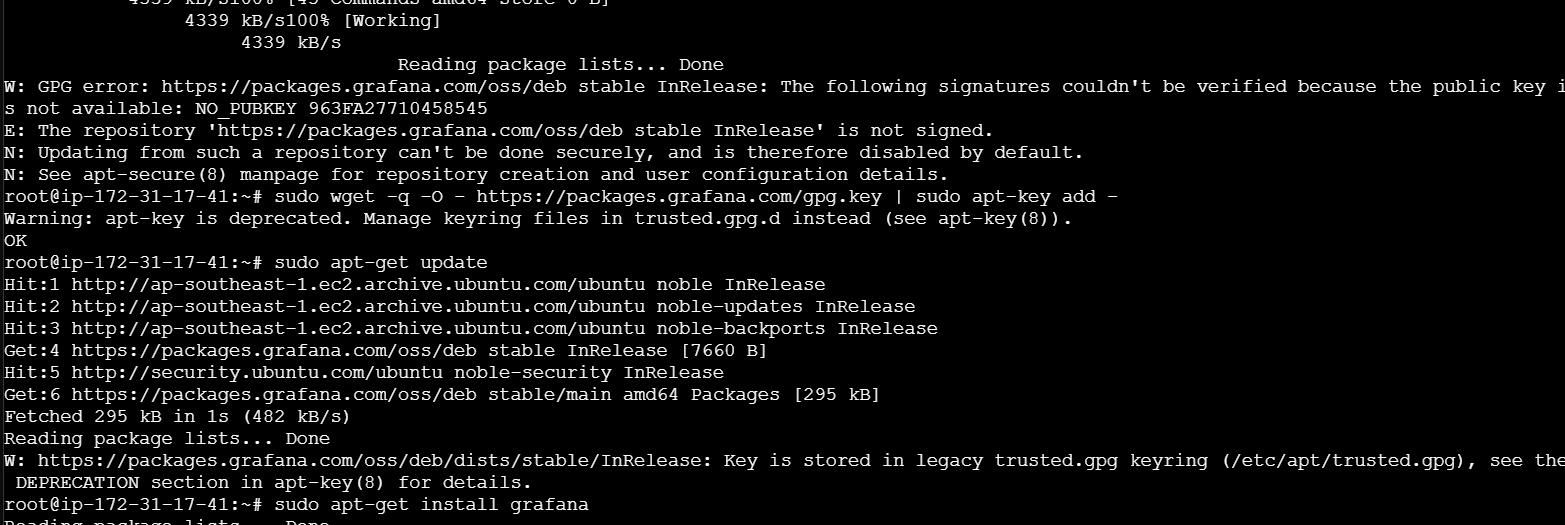 4339 kB/s100% [45 Commands-amd64 store 0 B]
4339 kB/s100% [Working]
4339 kB/s
Reading package lists... Done
W: GPG error: https://packages.grafana.com/oss/deb stable InRelease: The following signatures couldn't be verified because the public key i
s not available: NO_PUBKEY 963FA27710458545
E: The repository 'https://packages.grafana.com/oss/deb stable InRelease' is not signed.
N: Updating from such a repository can't be done securely, and is therefore disabled by default.
N: See apt-secure(8) manpage for repository creation and user configuration details.
root@ip-172-31-17-41:~# sudo wget -q -O - https://packages.grafana.com/gpg.key | sudo apt-key add -
Warning: apt-key is deprecated. Manage keyring files in trusted.gpg.d instead (see apt-key(8)).
OK
root@ip-172-31-17-41:~# sudo apt-get update
Hit:1 http://ap-southeast-1.ec2.archive.ubuntu.com/ubuntu noble InRelease
Hit:2 http://ap-southeast-1.ec2.archive.ubuntu.com/ubuntu noble-updates InRelease
Hit:3 http://ap-southeast-1.ec2.archive.ubuntu.com/ubuntu noble-backports InRelease
Get:4 https://packages.grafana.com/oss/deb stable InRelease [7660 B]
Hit:5 http://security.ubuntu.com/ubuntu noble-security InRelease
Get:6 https://packages.grafana.com/oss/deb stable/main amd64 Packages [295 kB]
Fetched 295 kB in 1s (482 kB/s)
Reading package lists... Done
W: https://packages.grafana.com/oss/deb/dists/stable/InRelease: Key is stored in legacy trusted.gpg keyring (/etc/apt/trusted.gpg), see the
DEPRECATION section in apt-key(8) for details.
root@ip-172-31-17-41:~# sudo apt-get install grafana
Reading package lists... Done